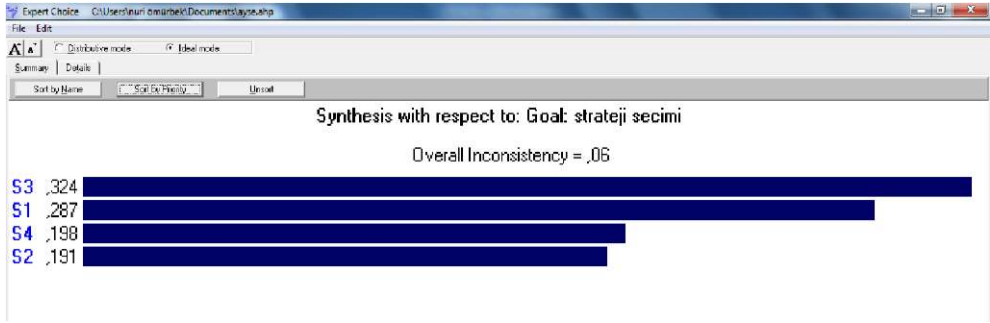 Expert Choice C:\Users\nuri ömürbek\Documents\ayse.ahp
File Edit
A a Distributive mode Ideal mode
Summary Details
Sort by Name Sort by Priority Unsort
Synthesis with respect to: Goal: strateji secimi
Overall Inconsistency = ,06
S3 ,324
S1 ,287
S4 ,198
S2 ,191